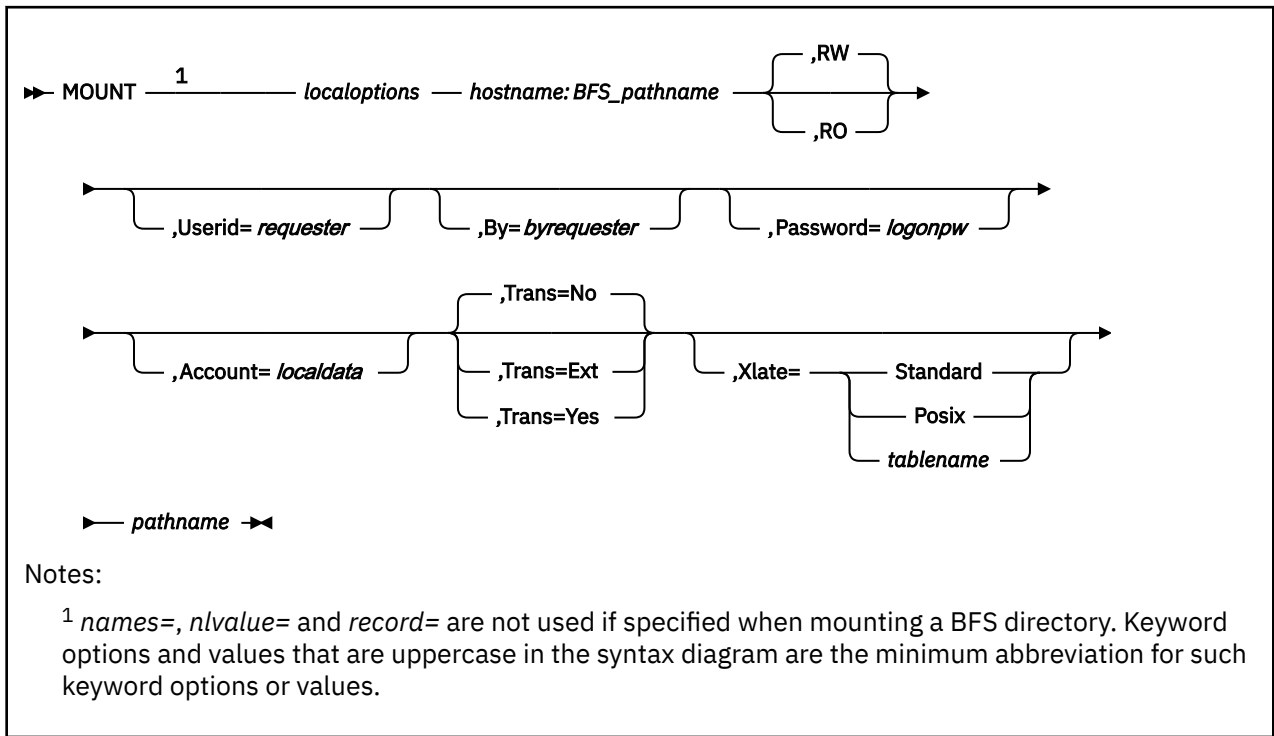 ,RW
MOUNT 1 localoptions hostname:BFS_pathname
,RO
,Userid= requester ,By= byrequester ,Password= logonpw
,Trans=No
,Account= localdata ,Trans=Ext ,Xlate= Standard
,Trans=Yes Posix
tablename
pathname
Notes:
1 names=, nlvalue= and record= are not used if specified when mounting a BFS directory. Keyword
options and values that are uppercase in the syntax diagram are the minimum abbreviation for such
keyword options or values.